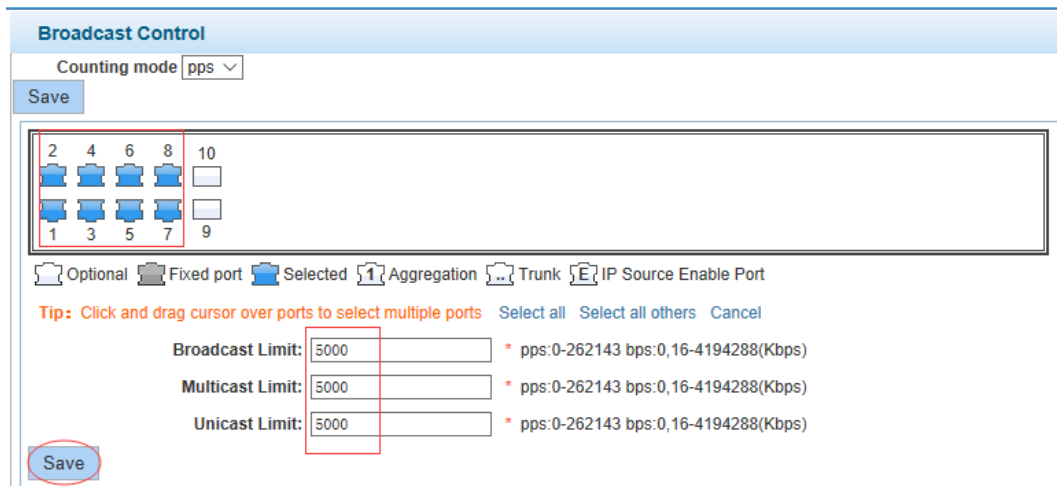 Broadcast Control
Counting mode pps
Save
2 4 6 8 10
1 3 5 7 9
Optional Fixed port Selected 1 Aggregation ... Trunk E IP Source Enable Port
Tip: Click and drag cursor over ports to select multiple ports Select all Select all others Cancel
Broadcast Limit: 5000 * pps:0-262143 bps:0,16-4194288(Kbps)
Multicast Limit: 5000 * pps:0-262143 bps:0,16-4194288(Kbps)
Unicast Limit: 5000 * pps:0-262143 bps:0,16-4194288(Kbps)
Save